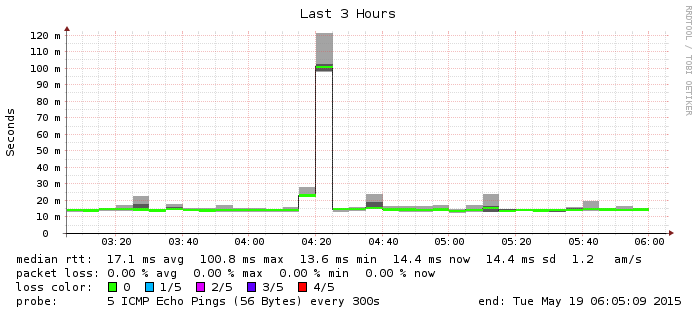 Last 3 Hours
RRDTOOL / TOBI OETIKER
Seconds
120 m
110 m
100 m
90 m
80 m
70 m
60 m
50 m
40 m
30 m
20 m
10 m
0
03:20 03:40 04:00 04:20 04:40 05:00 05:20 05:40 06:00
median rtt: 17.1 ms avg 100.8 ms max 13.6 ms min 14.4 ms now 14.4 ms sd 1.2 am/s
packet loss: 0.00 % avg 0.00 % max 0.00 % min 0.00 % now
loss color: 0 1/5 2/5 3/5 4/5
probe: 5 ICMP Echo Pings (56 Bytes) every 300s end: Tue May 19 06:05:09 2015